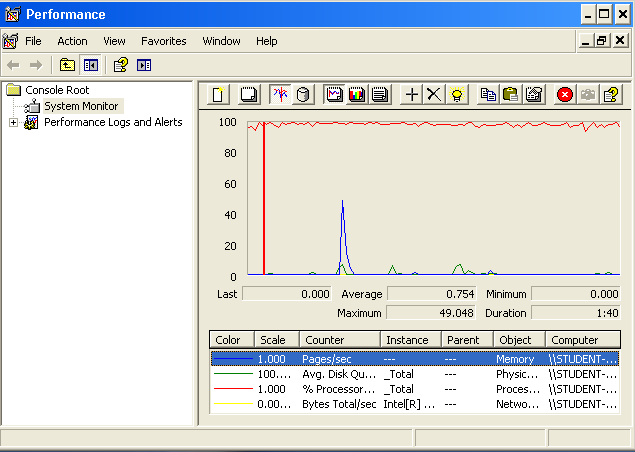 Performance
File Action View Favorites Window Help
Console Root
System Monitor
Performance Logs and Alerts
100
80
60
40
20
0
Last 0.000 Average 0.754 Minimum 0.000
Maximum 49.048 Duration 1:40
Color Scale Counter Instance Parent Object Computer
1.000 Pages/sec --- --- Memory \\STUDENT-...
100.... Avg. Disk Qu... _Total --- Physic... \\STUDENT-...
1.000 % Processor... _Total --- Proces... \\STUDENT-...
0.00... Bytes Total/sec Intel[R] ... --- Netwo... \\STUDENT-...